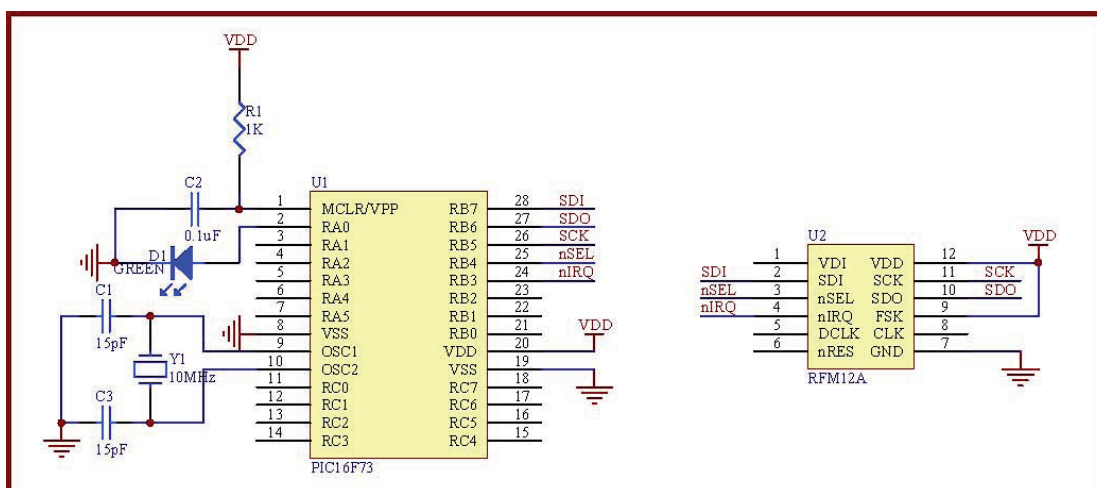 VDD
R1
1K
C2
0.1uF
D1
GREEN
C1
15pF
Y1
10MHz
C3
15pF
U1
1 MCLR/VPP RB7 28 SDI
2 RA0 RB6 27 SDO
3 RA1 RB5 26 SCK
4 RA2 RB4 25 nSEL
5 RA3 RB3 24 nIRQ
6 RA4 RB2 23
7 RA5 RB1 22
8 VSS RB0 21
9 OSC1 VDD 20 VDD
10 OSC2 VSS 19
11 RC0 RC7 18
12 RC1 RC6 17
13 RC2 RC5 16
14 RC3 RC4 15
PIC16F73
VDD
U2
1 VDI VDD 12
SDI 2 SDI SCK 11 SCK
nSEL 3 nSEL SDO 10 SDO
nIRQ 4 nIRQ FSK 9
5 DCLK CLK 8
6 nRES GND 7
RFM12A